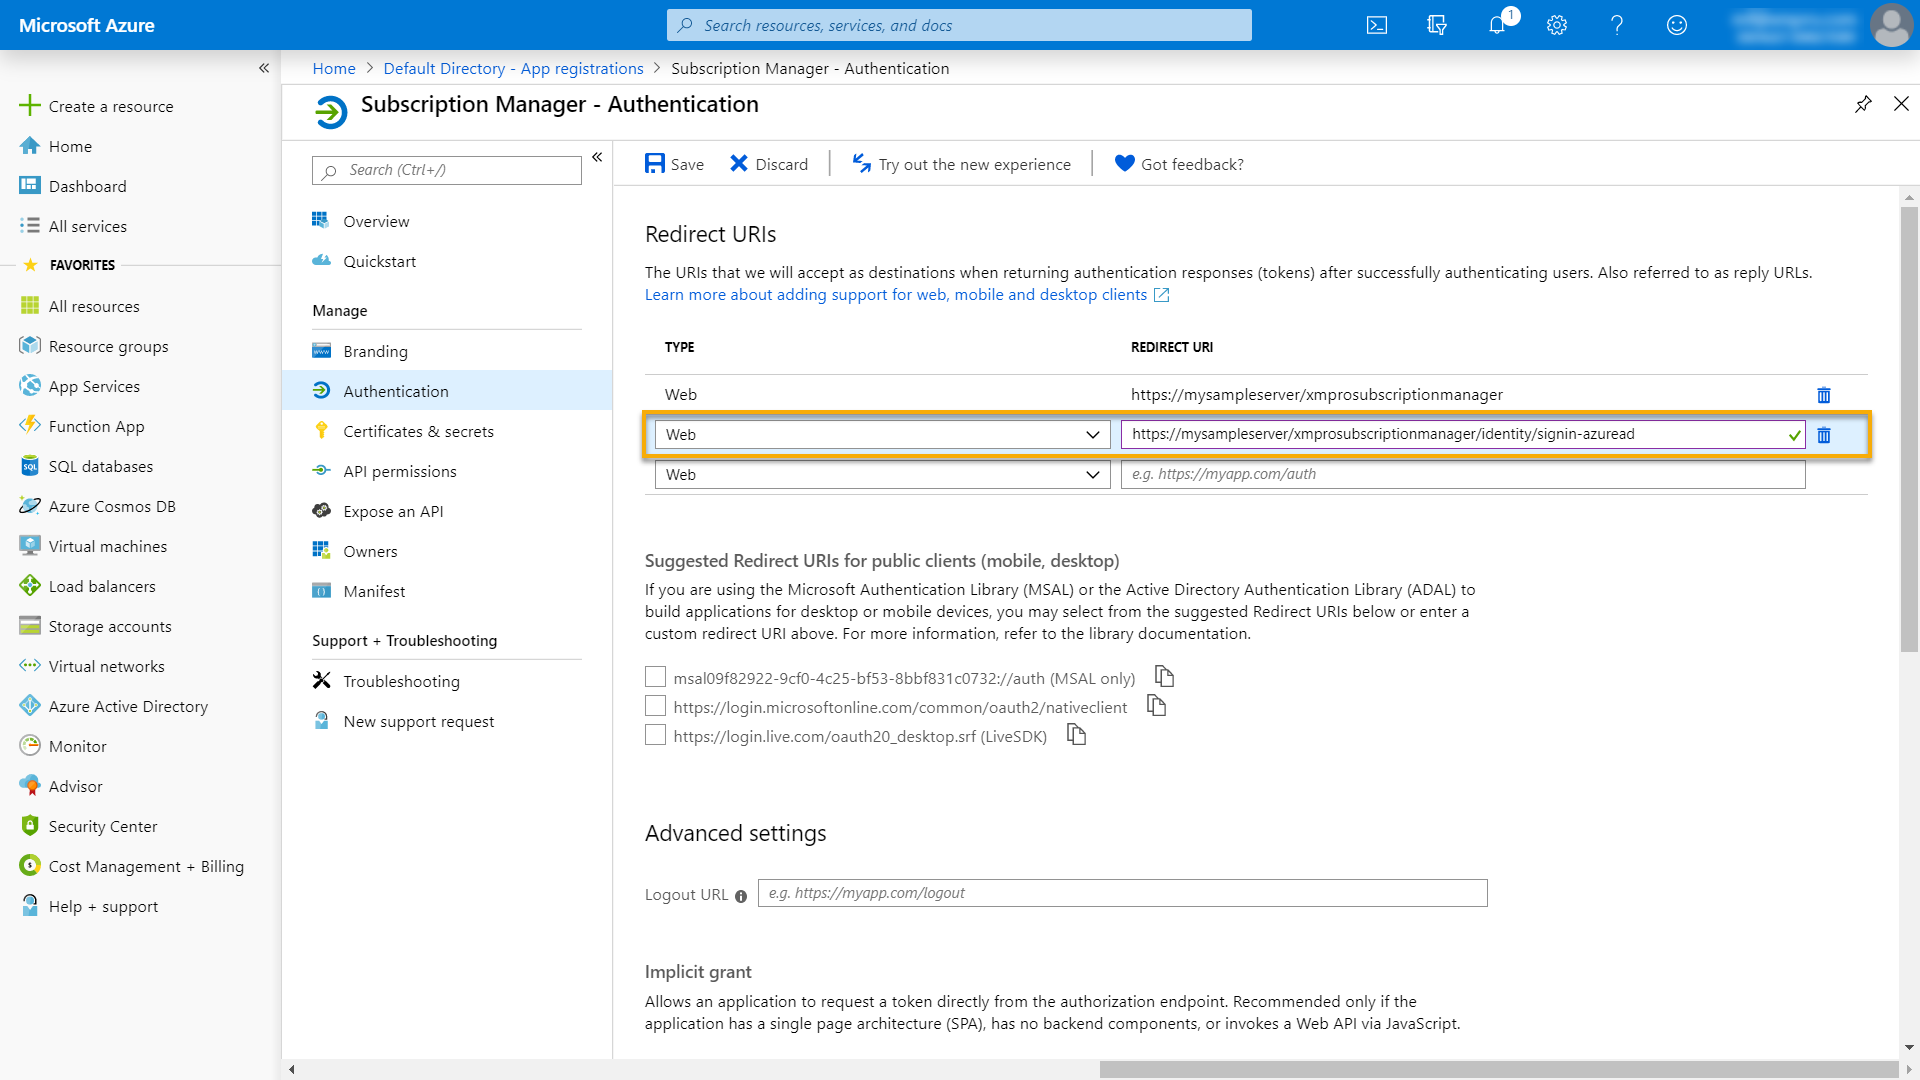 Microsoft Azure
Search resources, services, and docs
1
Home > Default Directory - App registrations > Subscription Manager - Authentication
Create a resource
Home
Dashboard
All services
FAVORITES
All resources
Resource groups
App Services
Function App
SQL databases
Azure Cosmos DB
Virtual machines
Load balancers
Storage accounts
Virtual networks
Azure Active Directory
Monitor
Advisor
Security Center
Cost Management + Billing
Help + support
Subscription Manager - Authentication
Search (Ctrl+/)
Overview
Quickstart
Manage
Branding
Authentication
Certificates & secrets
API permissions
Expose an API
Owners
Manifest
Support + Troubleshooting
Troubleshooting
New support request
Save
Discard
Try out the new experience
Got feedback?
Redirect URIs
The URIs that we will accept as destinations when returning authentication responses (tokens) after successfully authenticating users. Also referred to as reply URLs.
Learn more about adding support for web, mobile and desktop clients
TYPE REDIRECT URI
Web https://mysampleserver/xmprosubscriptionmanager
Web https://mysampleserver/xmprosubscriptionmanager/identity/signin-azuread
Web e.g. https://myapp.com/auth
Suggested Redirect URIs for public clients (mobile, desktop)
If you are using the Microsoft Authentication Library (MSAL) or the Active Directory Authentication Library (ADAL) to
build applications for desktop or mobile devices, you may select from the suggested Redirect URIs below or enter a
custom redirect URI above. For more information, refer to the library documentation.
msal09f82922-9cf0-4c25-bf53-8bbf831c0732://auth (MSAL only)
https://login.microsoftonline.com/common/oauth2/nativeclient
https://login.live.com/oauth20_desktop.srf (LiveSDK)
Advanced settings
Logout URL e.g. https://myapp.com/logout
Implicit grant
Allows an application to request a token directly from the authorization endpoint. Recommended only if the
application has a single page architecture (SPA), has no backend components, or invokes a Web API via JavaScript.